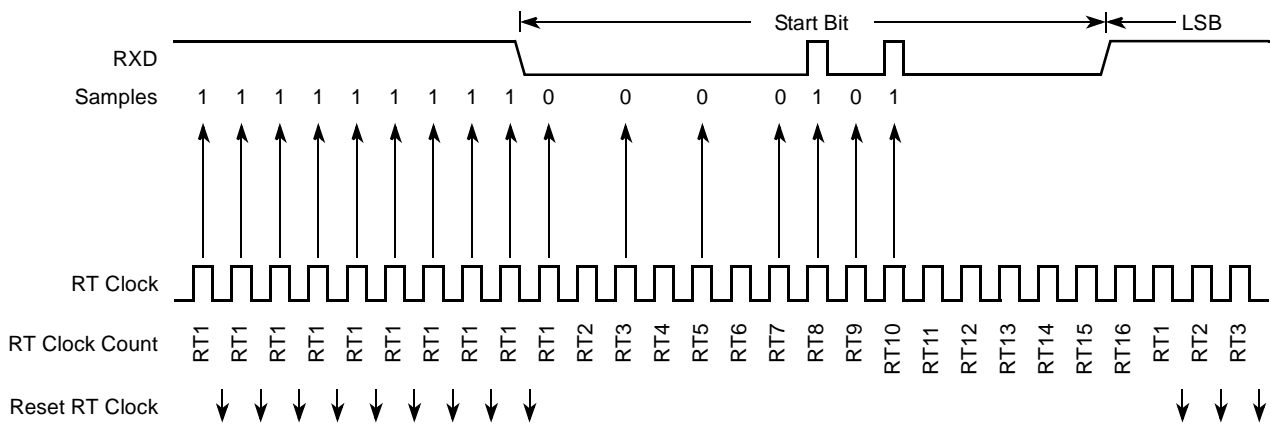 Start Bit LSB
RXD
Samples 1 1 1 1 1 1 1 1 1 0 0 0 0 1 0 1
RT Clock
RT Clock Count RT1 RT1 RT1 RT1 RT1 RT1 RT1 RT1 RT1 RT1 RT2 RT3 RT4 RT5 RT6 RT7 RT8 RT9 RT10 RT11 RT12 RT13 RT14 RT15 RT16 RT1 RT2 RT3
Reset RT Clock